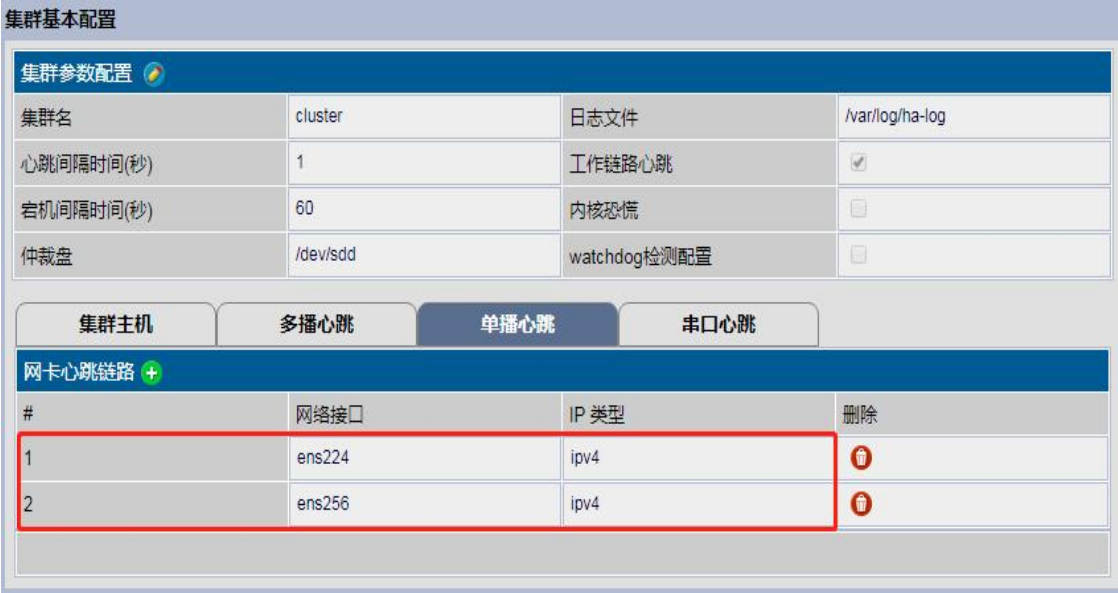 集群基本配置
集群参数配置
集群名 cluster 日志文件 /var/log/ha-log
心跳间隔时间(秒) 1 工作链路心跳
宕机间隔时间(秒) 60 内核恐慌
仲裁盘 /dev/sdd watchdog检测配置
集群主机 多播心跳 单播心跳 串口心跳
网卡心跳链路
# 网络接口 IP 类型 删除
1 ens224 ipv4
2 ens256 ipv4